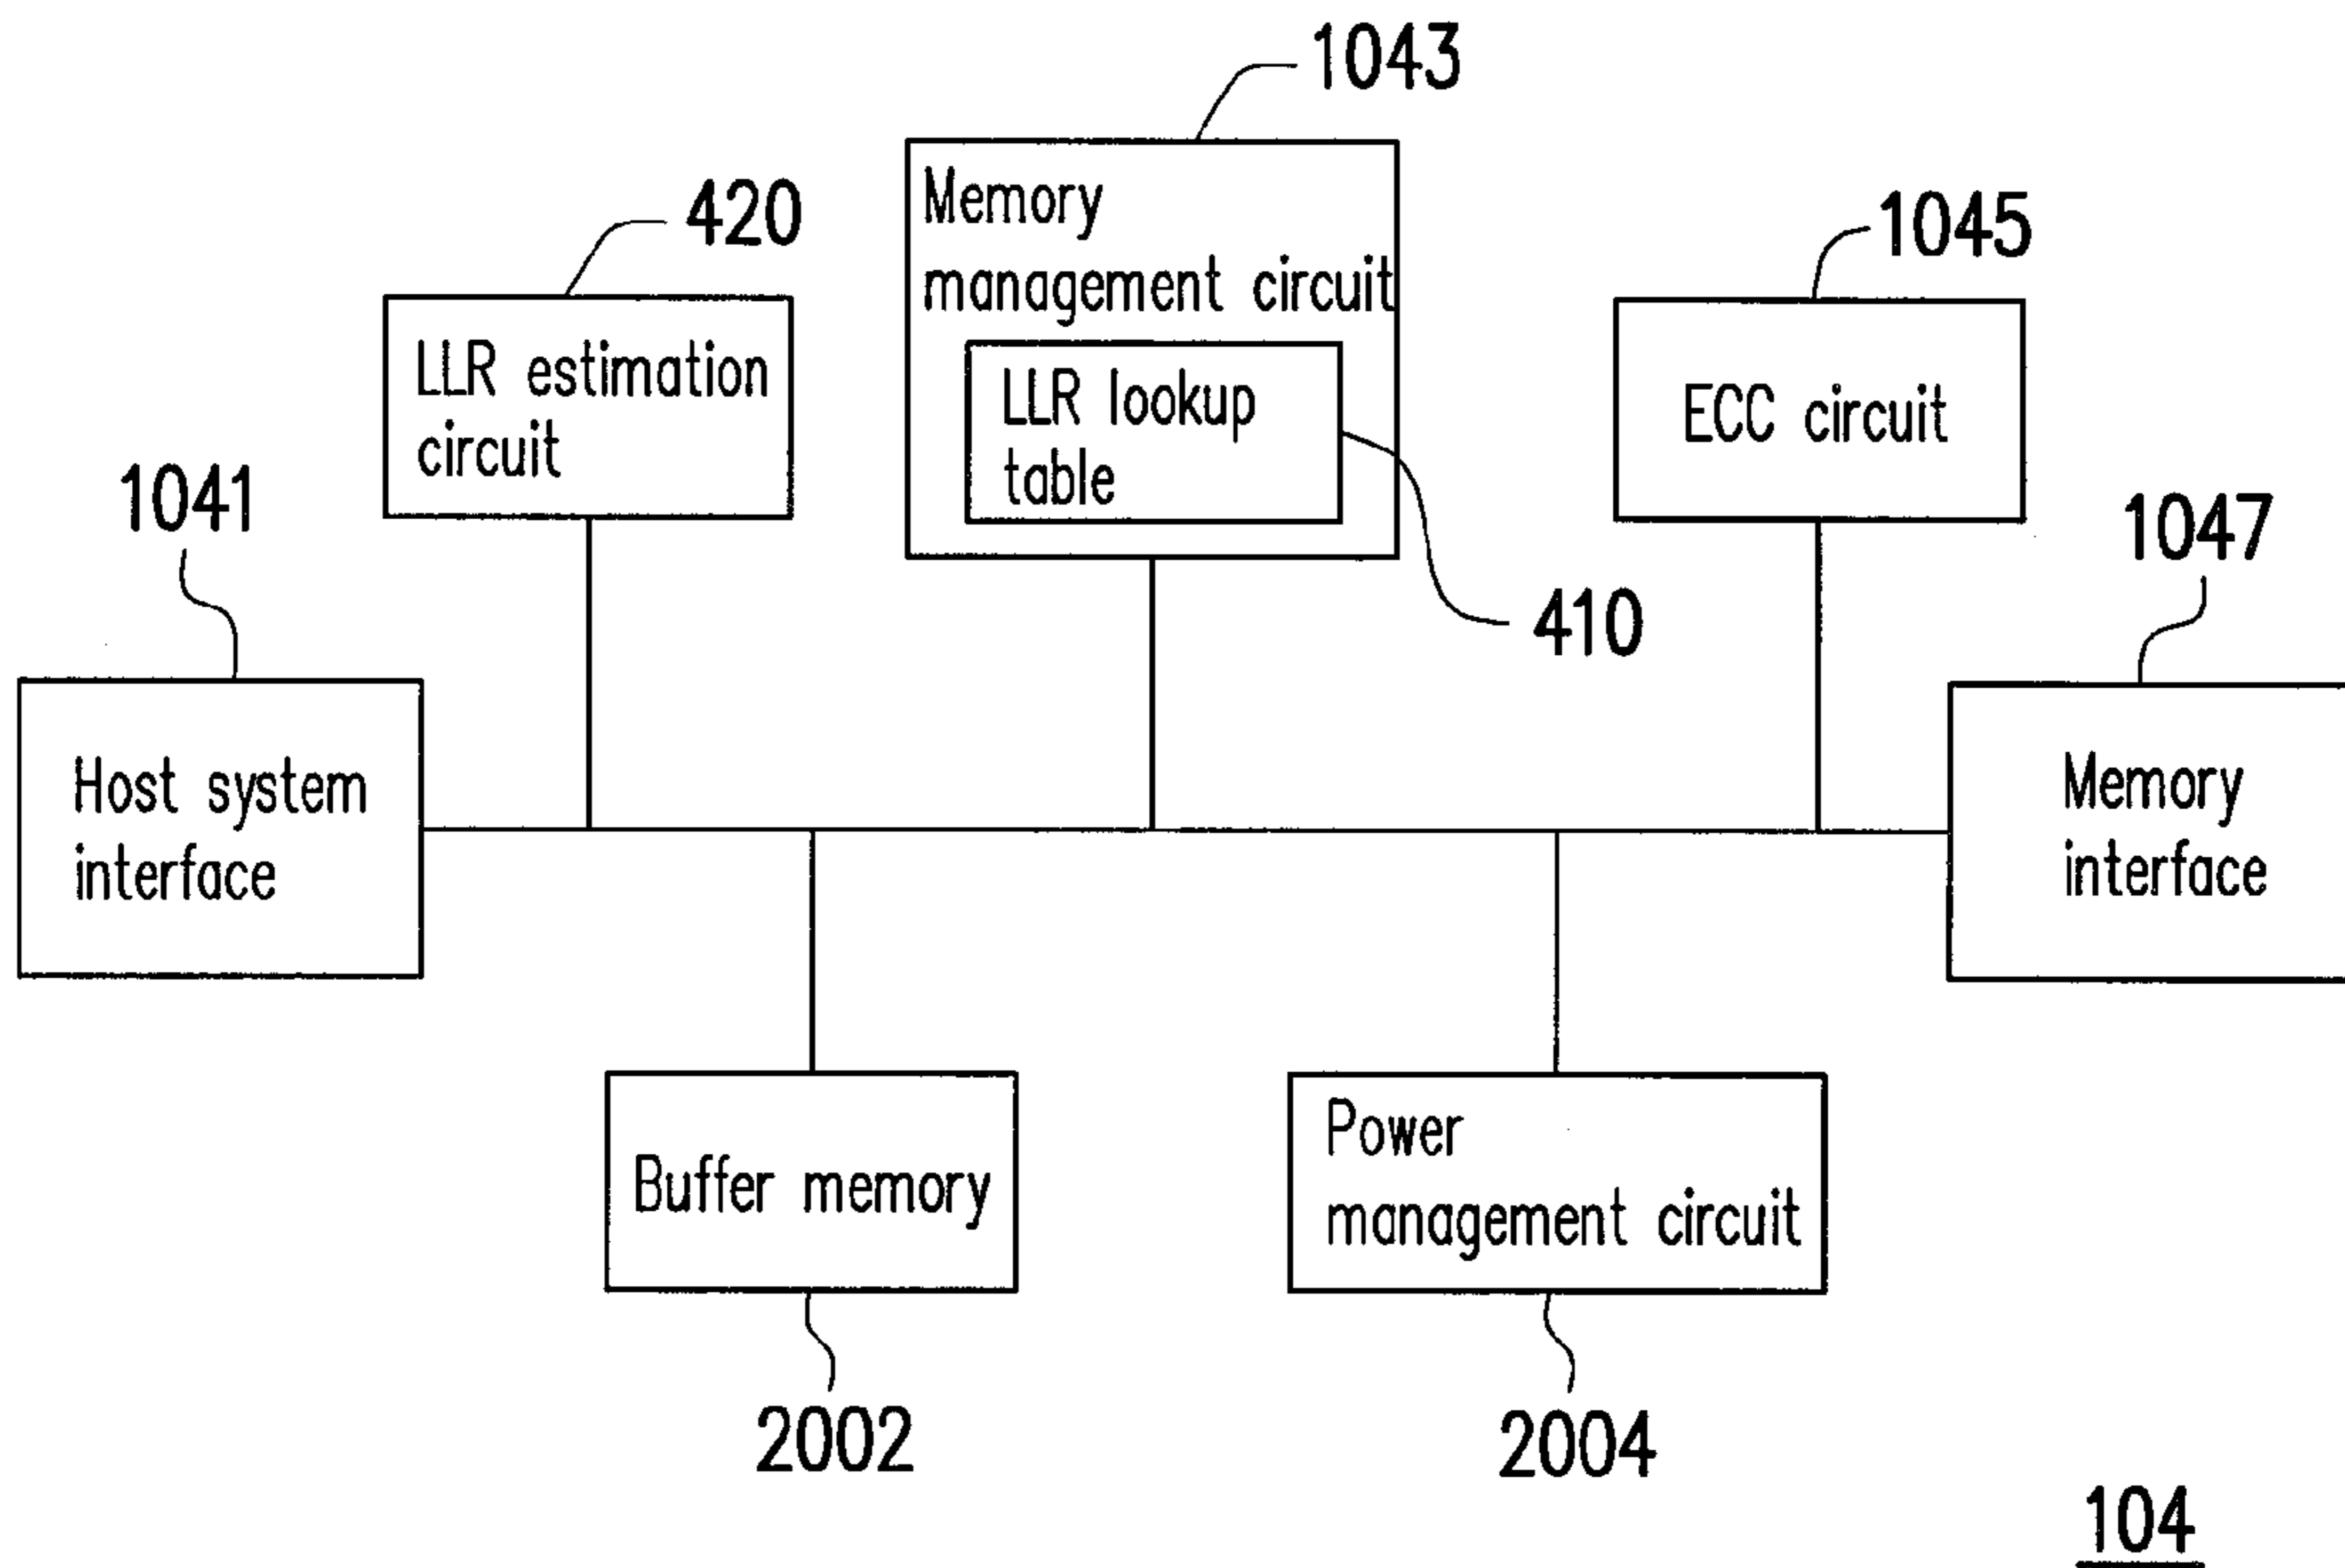 1043
420
Memory
management circuit
1045
LLR estimation
circuit
LLR lookup
table
ECC circuit
1041
1047
410
Host system
interface
Memory
interface
Buffer memory
Power
management circuit
2002
2004
104